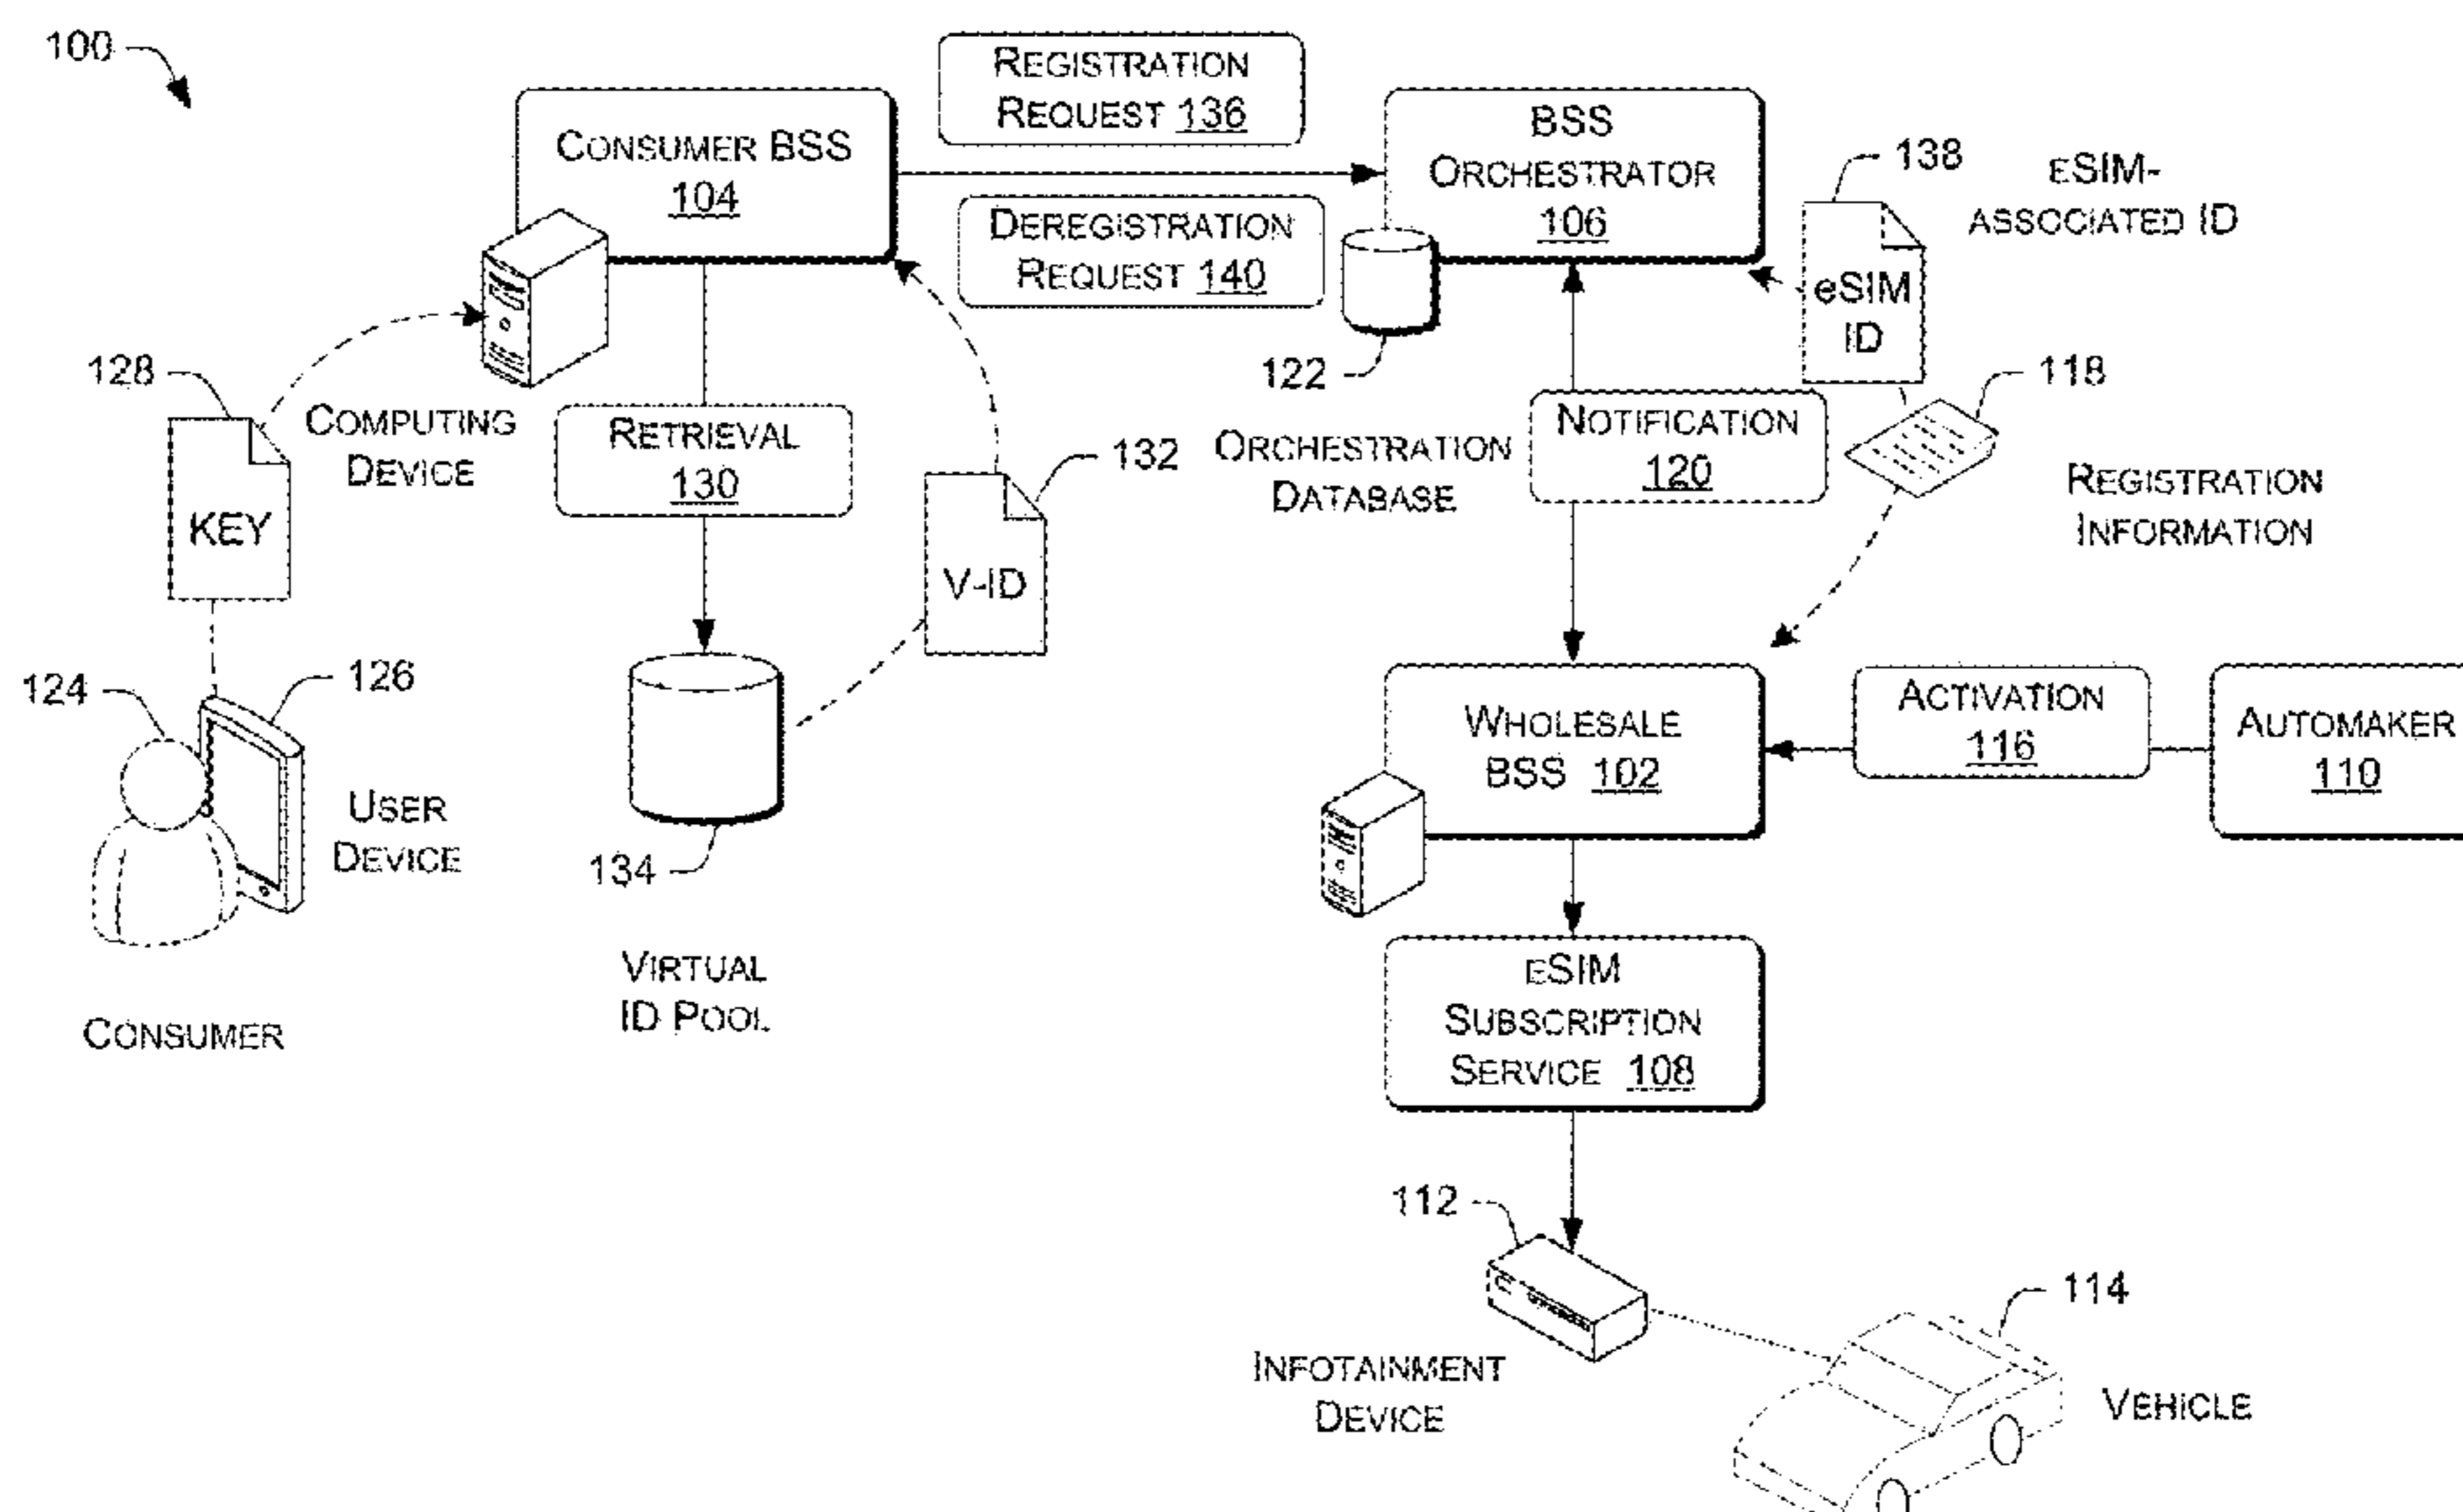 100
REGISTRATION
REQUEST 136
CONSUMER BSS
104
BSS
ORCHESTRATOR
106
138
eSIM-
ASSOCIATED ID
DEREGISTRATION
REQUEST 140
eSIM
ID
122
118
128
COMPUTING
DEVICE
KEY
RETRIEVAL
130
132
V-ID
ORCHESTRATION
DATABASE
NOTIFICATION
120
REGISTRATION
INFORMATION
124
126
USER
DEVICE
CONSUMER
134
VIRTUAL
ID POOL
WHOLESALE
BSS 102
ACTIVATION
116
AUTOMAKER
110
eSIM
SUBSCRIPTION
SERVICE 108
112
INFOTAINMENT
DEVICE
114
VEHICLE